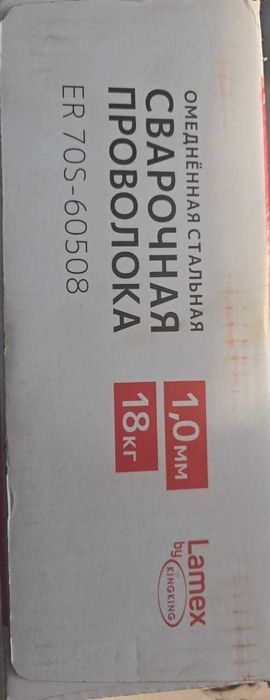 ОМЕДНЁННАЯ СТАЛЬНАЯ
СВАРОЧНАЯ
ПРОВОЛОКА
ER 70S-60508
1,0мм
18кг
Lamex
by KINGKING